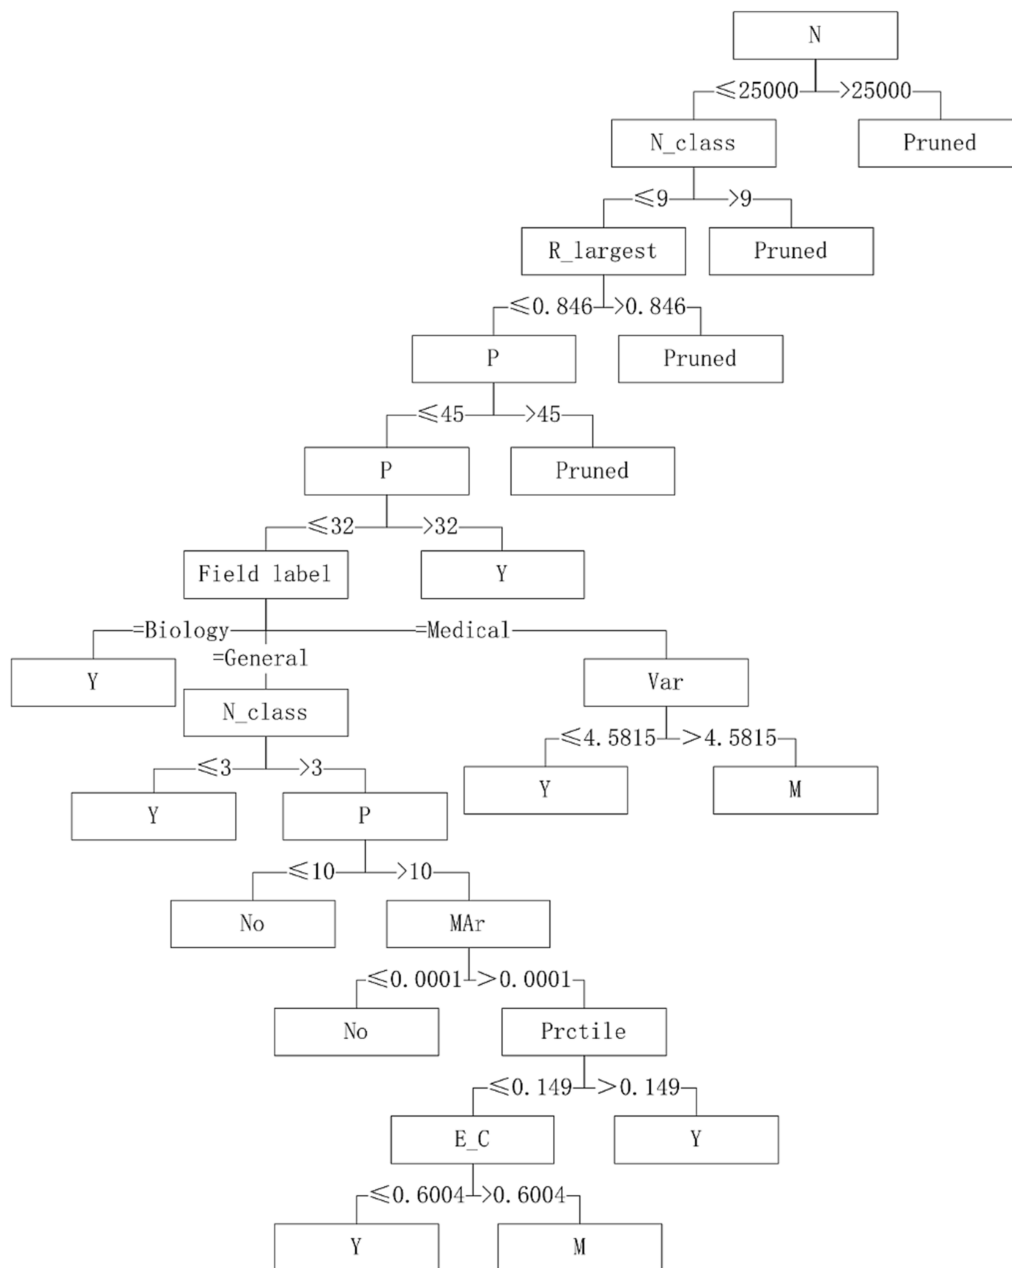 N
≤25000 >25000
N_class Pruned
≤9 >9
R_largest Pruned
≤0.846 >0.846
P Pruned
≤45 >45
P Pruned
≤32 >32
Field label Y
=Biology =Medical
=General
Y Var
N_class
≤4.5815 >4.5815
≤3 >3
Y M
Y P
≤10 >10
No MAr
≤0.0001 >0.0001
No Prctile
≤0.149 >0.149
E_C Y
≤0.6004 >0.6004
Y M